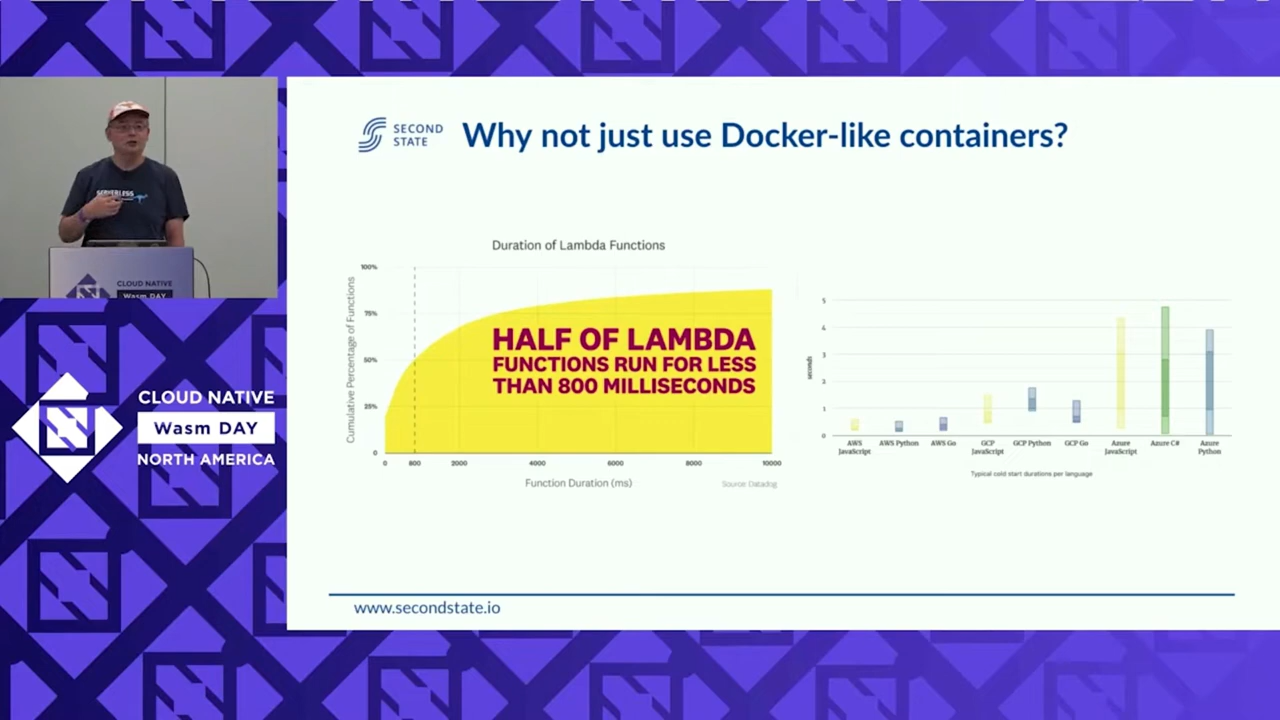 SERVERLESS
CLOUD NATIVE
Wasm DAY
CLOUD NATIVE
Wasm DAY
NORTH AMERICA
SECOND
STATE
Why not just use Docker-like containers?
Duration of Lambda Functions
Cumulative Percentage of Functions
100%
75%
50%
25%
0
HALF OF LAMBDA
FUNCTIONS RUN FOR LESS
THAN 800 MILLISECONDS
0 800 2000 4000 6000 8000 10000
Function Duration (ms)
Source: Datadog
seconds
5
4
3
2
1
0
AWS JavaScript
AWS Python
AWS Go
GCP JavaScript
GCP Python
GCP Go
Azure JavaScript
Azure C#
Azure Python
Typical cold start durations per language
www.secondstate.io